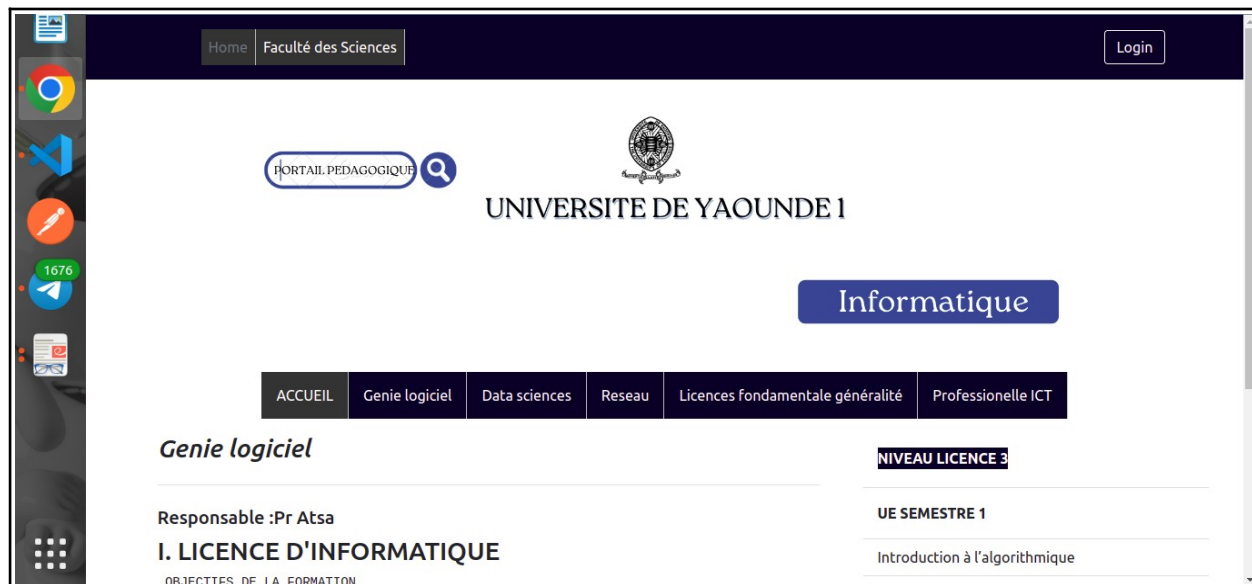 Home Faculté des Sciences Login
PORTAIL PEDAGOGIQUE
UNIVERSITE DE YAOUNDE 1
1676
Informatique
ACCUEIL Genie logiciel Data sciences Reseau Licences fondamentale généralité Professionelle ICT
Genie logiciel
NIVEAU LICENCE 3
Responsable :Pr Atsa
UE SEMESTRE 1
I. LICENCE D'INFORMATIQUE
Introduction à l'algorithmique
OBJECTIFS DE LA FORMATION